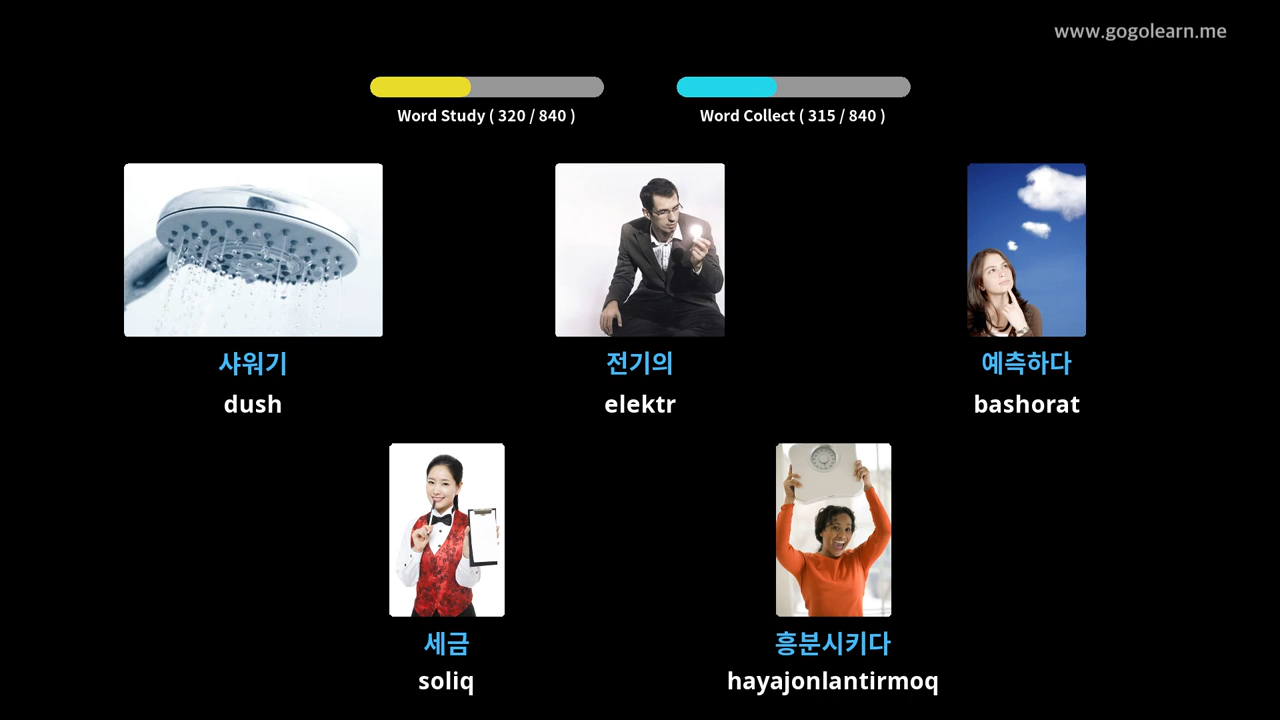 www.gogolearn.me
Word Study ( 320 / 840 )
Word Collect ( 315 / 840 )
샤워기
dush
전기의
elektr
예측하다
bashorat
세금
soliq
흥분시키다
hayajonlantirmoq